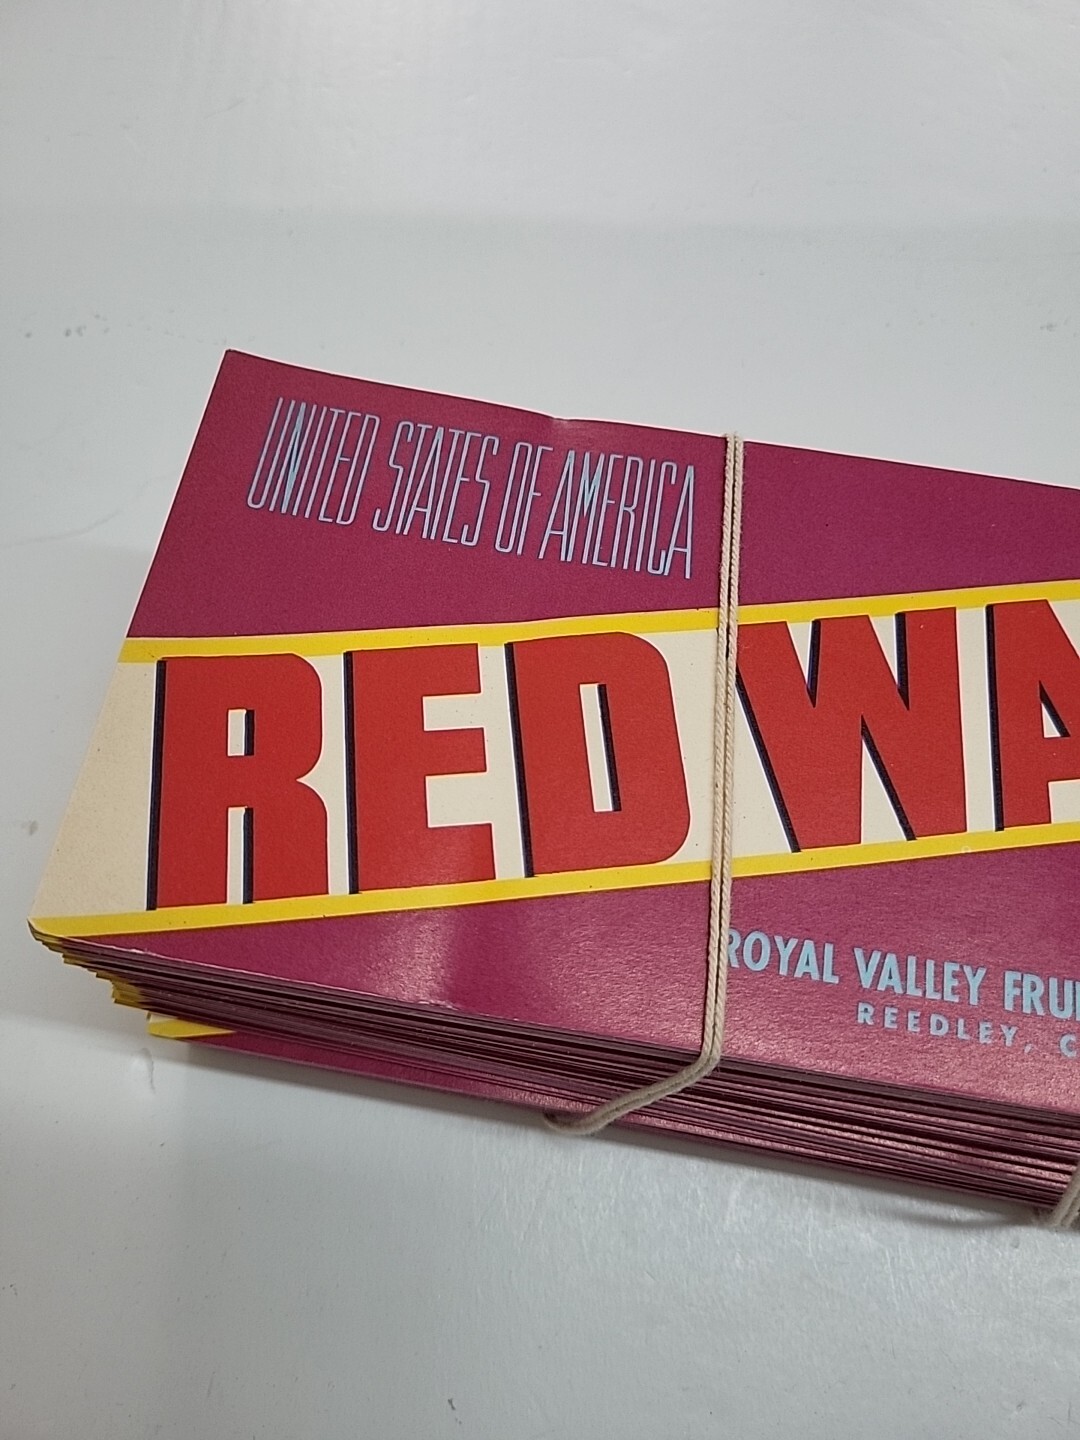 UNITED STATES OF AMERICA
RED WA
ROYAL VALLEY FRU
REEDLEY, C